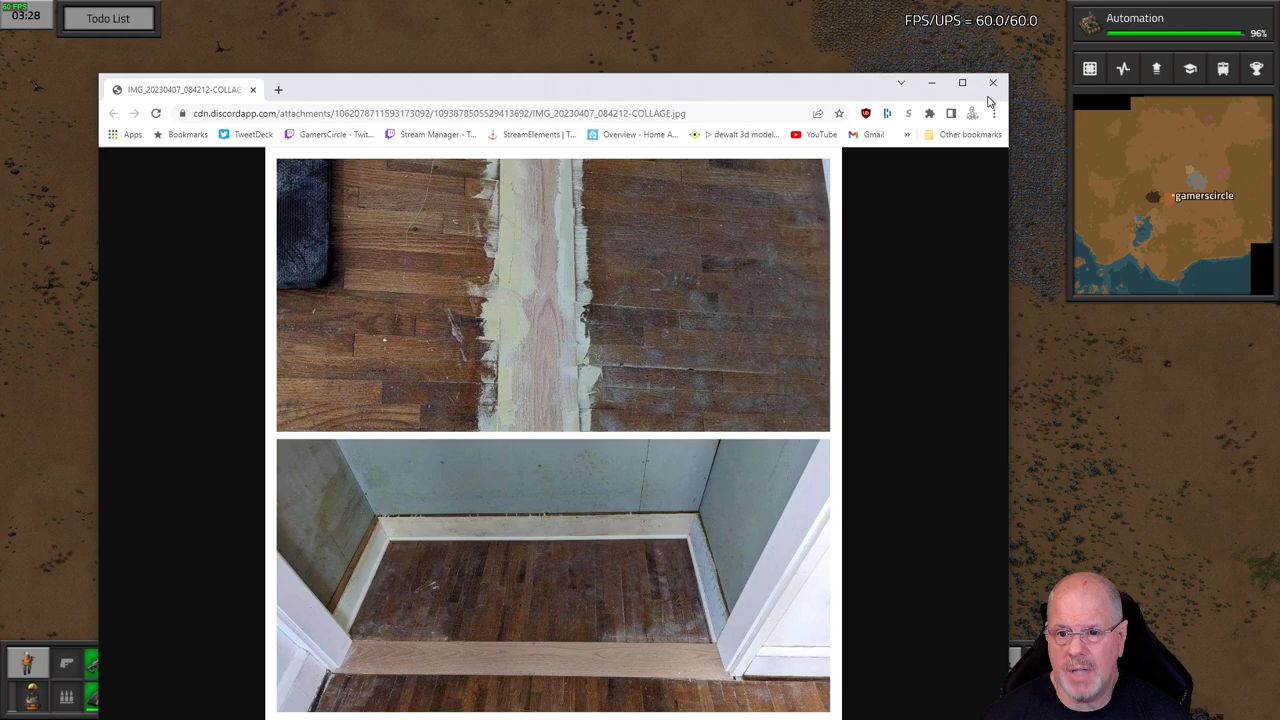 60 FPS
03:28
Todo List
FPS/UPS = 60.0/60.0
Automation
96%
IMG_20230407_084212-COLLAG
cdn.discordapp.com/attachments/1062078711593173092/1093878505529413692/IMG_20230407_084212-COLLAGE.jpg
Apps
Bookmarks
TweetDeck
GamersCircle - Twit...
Stream Manager - T...
StreamElements | T...
Overview - Home A...
dewalt 3d model...
YouTube
Gmail
»
Other bookmarks
gamerscircle